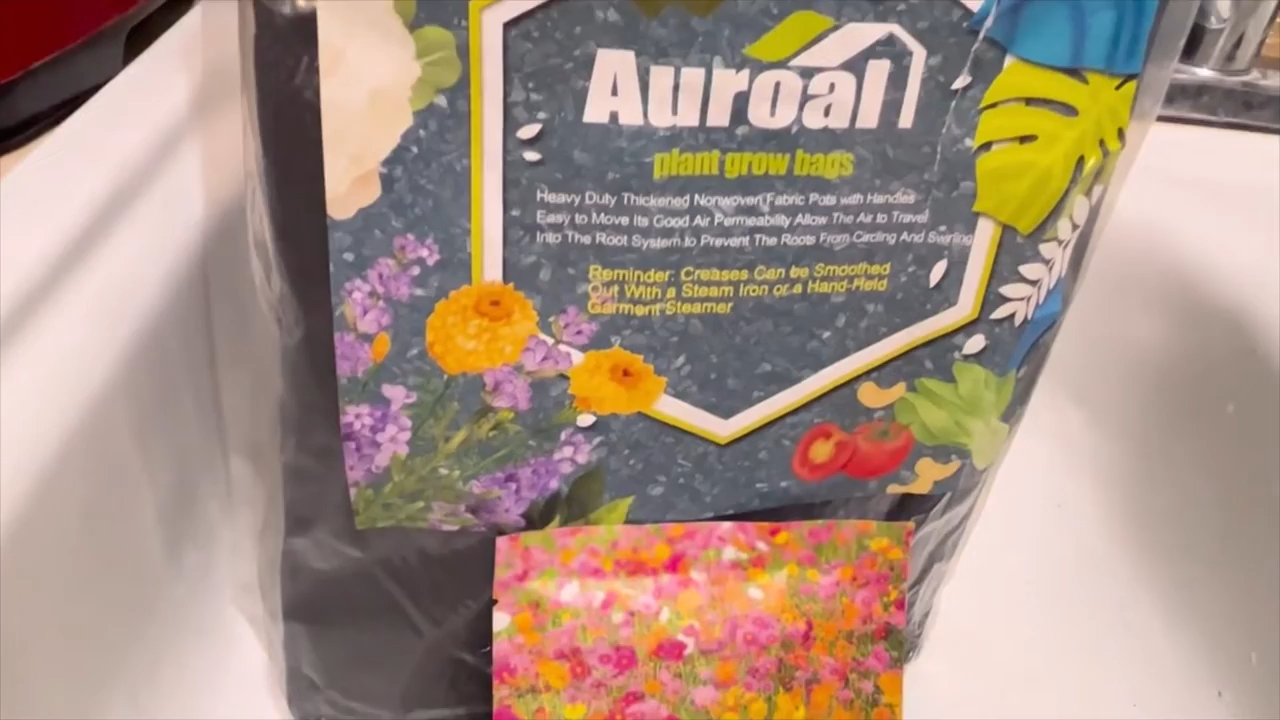 Auroal
plant grow bags
Heavy Duty Thickened Nonwoven Fabric Pots with Handles
Easy to Move Its Good Air Permeability Allow The Air to Travel
Into The Root System to Prevent The Roots From Circling And Swirling
Reminder: Creases Can be Smoothed
Out With a Steam Iron or a Hand-Held
Garment Steamer